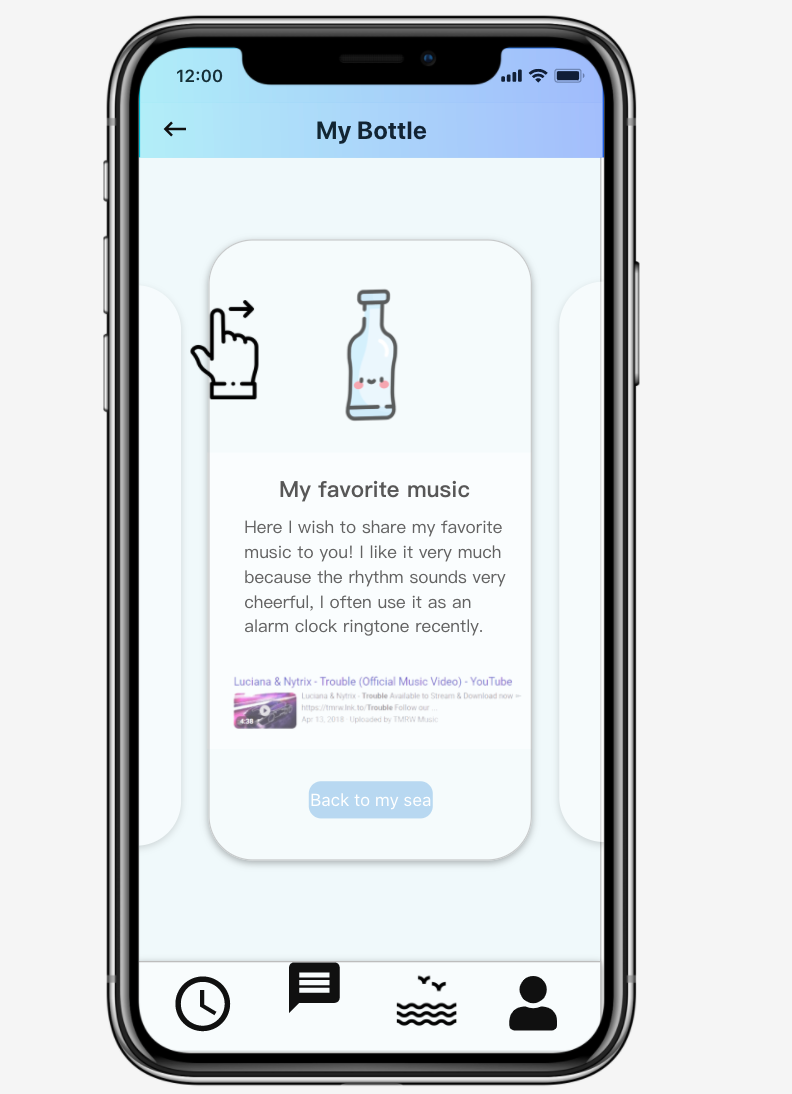 12:00
My Bottle
My favorite music
Here I wish to share my favorite
music to you! I like it very much
because the rhythm sounds very
cheerful, I often use it as an
alarm clock ringtone recently.
Luciana & Nytrix - Trouble (Official Music Video) - YouTube
Luciana & Nytrix - Trouble Available to Stream & Download now
https://tmrw.lnk.to/Trouble Follow our ...
4:38
Apr 13, 2018 · Uploaded by TMRW Music
Back to my sea